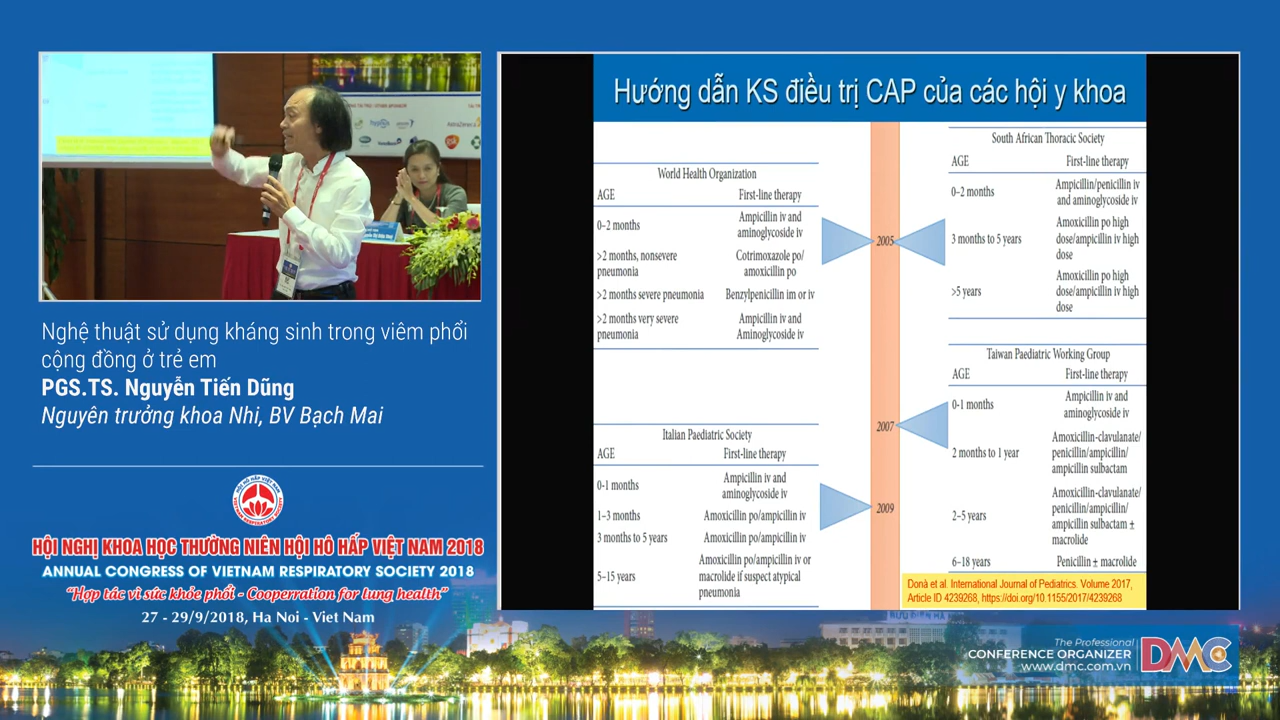 AstraZeneca
Nghệ thuật sử dụng kháng sinh trong viêm phổi
cộng đồng ở trẻ em
PGS.TS. Nguyễn Tiến Dũng
Nguyên trưởng khoa Nhi, BV Bạch Mai
HỘI HÔ HẤP VIỆT NAM
VIETNAM RESPIRATORY SOCIETY
HỘI NGHỊ KHOA HỌC THƯỜNG NIÊN HỘI HÔ HẤP VIỆT NAM 2018
ANNUAL CONGRESS OF VIETNAM RESPIRATORY SOCIETY 2018
“Hợp tác vì sức khỏe phổi - Cooperration for lung health”
27 - 29/9/2018, Ha Noi - Viet Nam
Hướng dẫn KS điều trị CAP của các hội y khoa
World Health Organization
AGE First-line therapy
0–2 months Ampicillin iv and
aminoglycoside iv
>2 months, nonsevere Cotrimoxazole po/
pneumonia amoxicillin po
>2 months severe pneumonia Benzylpenicillin im or iv
>2 months very severe Ampicillin iv and
pneumonia Aminoglycoside iv
Italian Paediatric Society
AGE First-line therapy
0-1 months Ampicillin iv and
aminoglycoside iv
1–3 months Amoxicillin po/ampicillin iv
3 months to 5 years Amoxicillin po/ampicillin iv
Amoxicillin po/ampicillin iv or
5–15 years macrolide if suspect atypical
pneumonia
2005
2007
2009
South African Thoracic Society
AGE First-line therapy
0–2 months Ampicillin/penicillin iv
and aminoglycoside iv
Amoxicillin po high
3 months to 5 years dose/ampicillin iv high
dose
Amoxicillin po high
>5 years dose/ampicillin iv high
dose
Taiwan Paediatric Working Group
AGE First-line therapy
0-1 months Ampicillin iv and
aminoglycoside iv
Amoxicillin-clavulanate/
2 months to 1 year penicillin/ampicillin/
ampicillin sulbactam
Amoxicillin-clavulanate/
2–5 years penicillin/ampicillin/
ampicillin sulbactam ±
macrolide
6–18 years Penicillin ± macrolide
Donà et al. International Journal of Pediatrics. Volume 2017,
Article ID 4239268, https://doi.org/10.1155/2017/4239268
The Professional
CONFERENCE ORGANIZER
www.dmc.com.vn
DMC